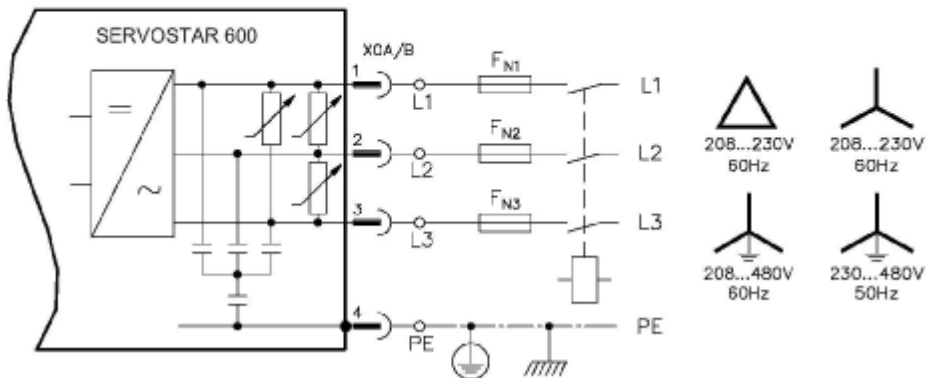 SERVOSTAR 600
X0A/B
1
L1
FN1
L1
2
L2
FN2
L2
3
L3
FN3
L3
4
PE
PE
208...230V
60Hz
208...230V
60Hz
208...480V
60Hz
230...480V
50Hz